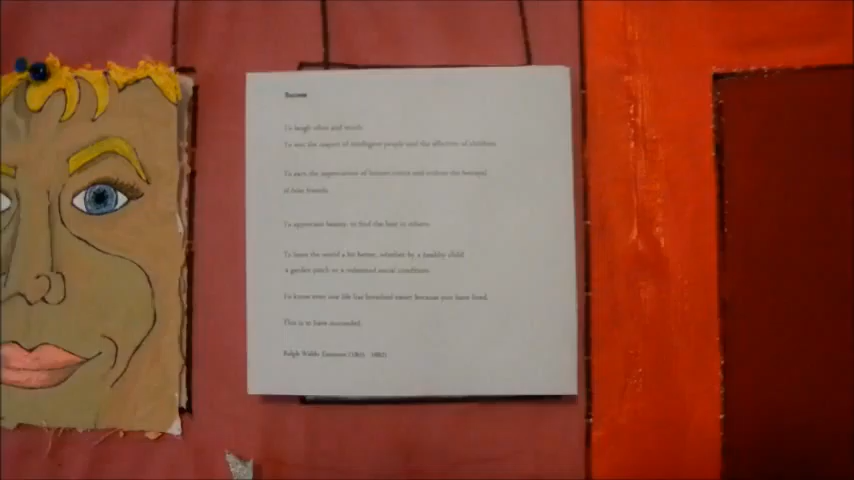 Success
To laugh often and much;
To win the respect of intelligent people and the affection of children;
To earn the appreciation of honest critics and endure the betrayal
of false friends;
To appreciate beauty, to find the best in others;
To leave the world a bit better, whether by a healthy child
a garden patch or a redeemed social condition;
To know even one life has breathed easier because you have lived,
This is to have succeeded.
Ralph Waldo Emerson (1803 - 1882)